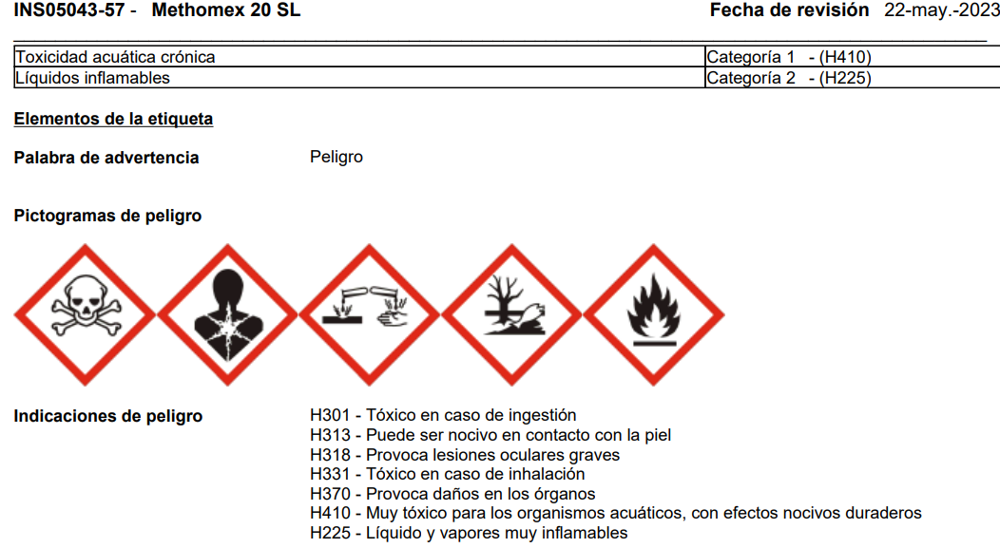 INS05043-57 - Methomex 20 SL Fecha de revisión 22-may.-2023
Toxicidad acuática crónica Categoría 1 - (H410)
Líquidos inflamables Categoría 2 - (H225)
Elementos de la etiqueta
Palabra de advertencia Peligro
Pictogramas de peligro
Indicaciones de peligro H301 - Tóxico en caso de ingestión
H313 - Puede ser nocivo en contacto con la piel
H318 - Provoca lesiones oculares graves
H331 - Tóxico en caso de inhalación
H370 - Provoca daños en los órganos
H410 - Muy tóxico para los organismos acuáticos, con efectos nocivos duraderos
H225 - Líquido y vapores muy inflamables